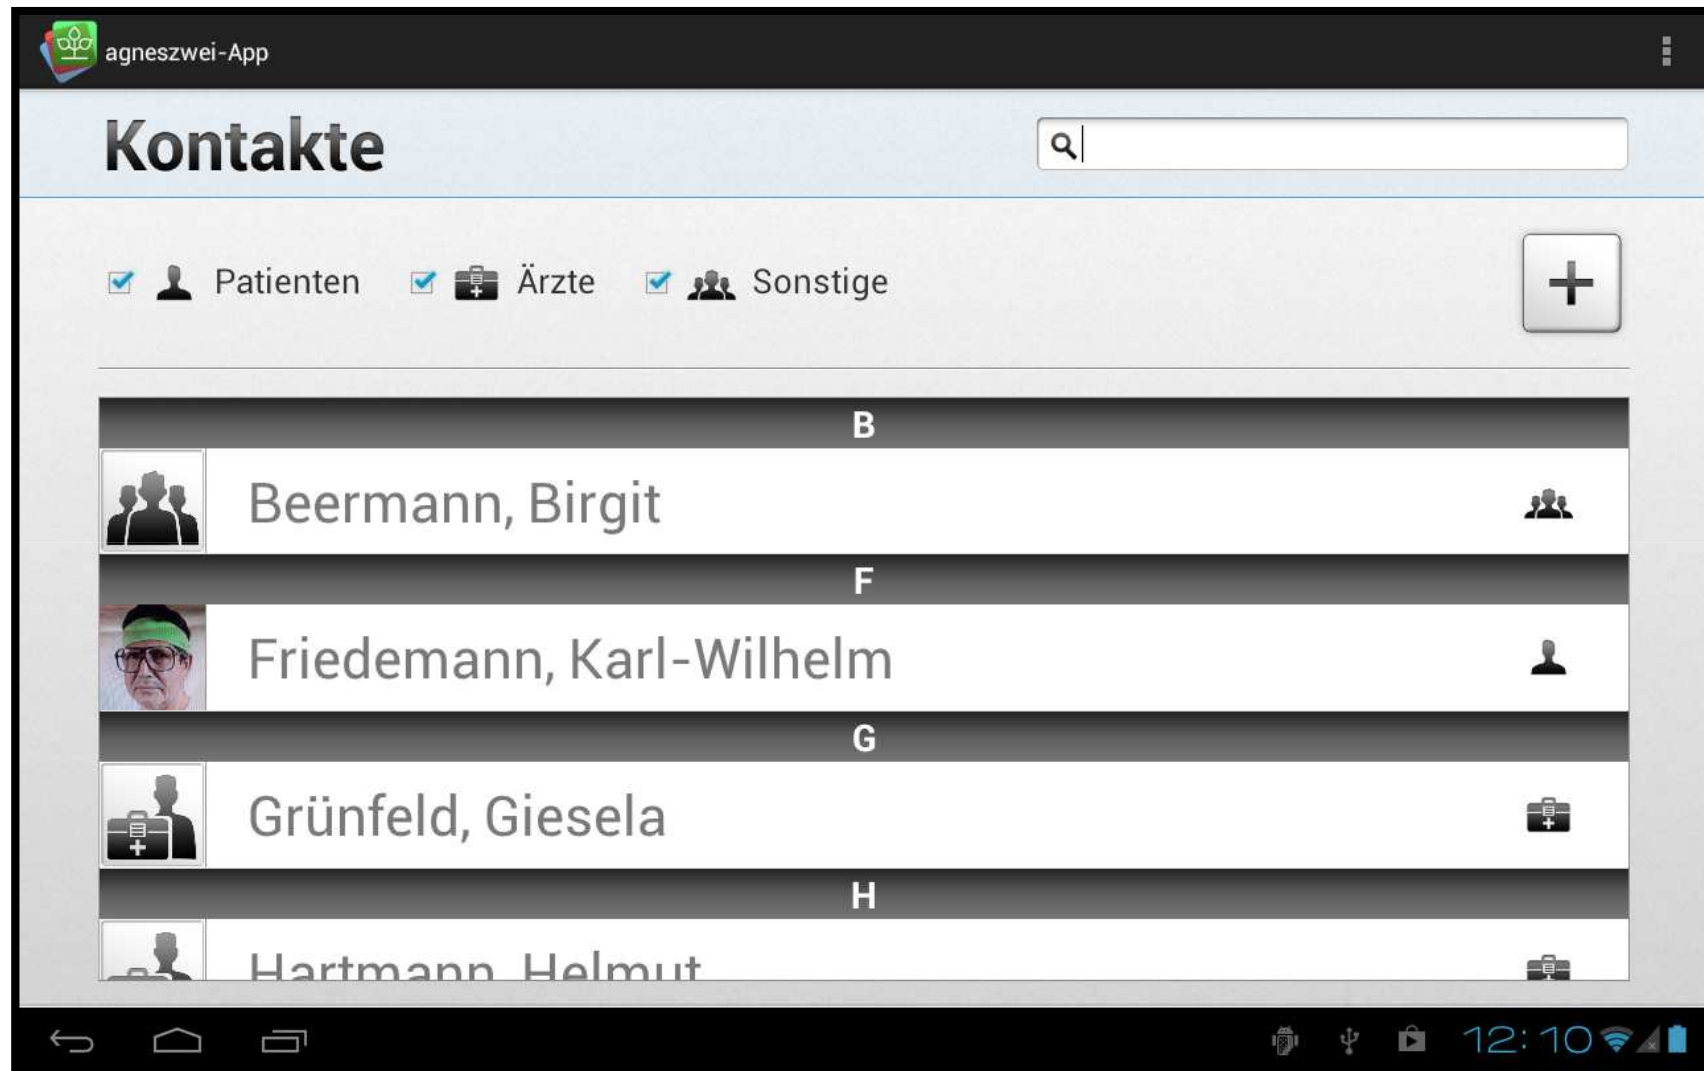 agneszwei-App
Kontakte
Patienten Ärzte Sonstige
B
Beermann, Birgit
F
Friedemann, Karl-Wilhelm
G
Grünfeld, Giesela
H
Hartmann, Helmut
12:10